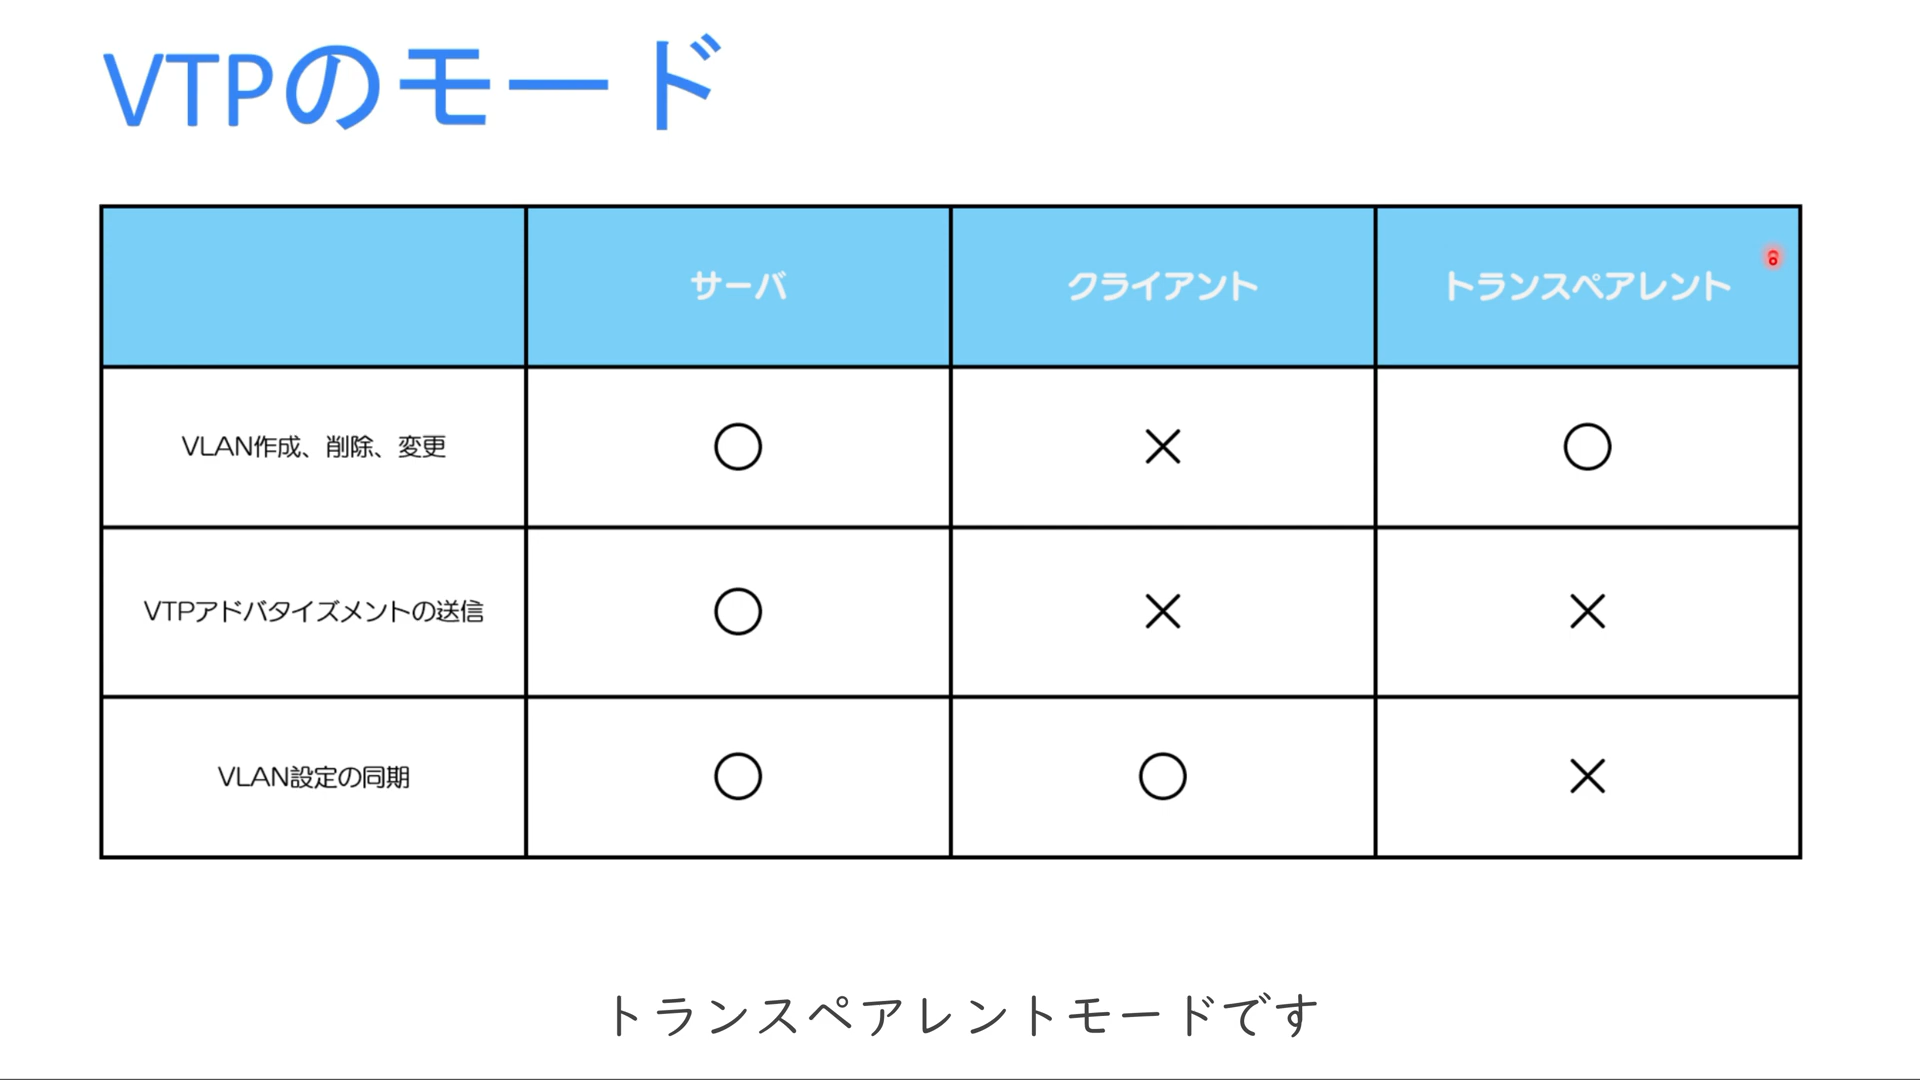 VTPのモード
サーバ クライアント トランスペアレント
VLAN作成、削除、変更 ○ × ○
VTPアドバタイズメントの送信 ○ × ×
VLAN設定の同期 ○ ○ ×
トランスペアレントモードです